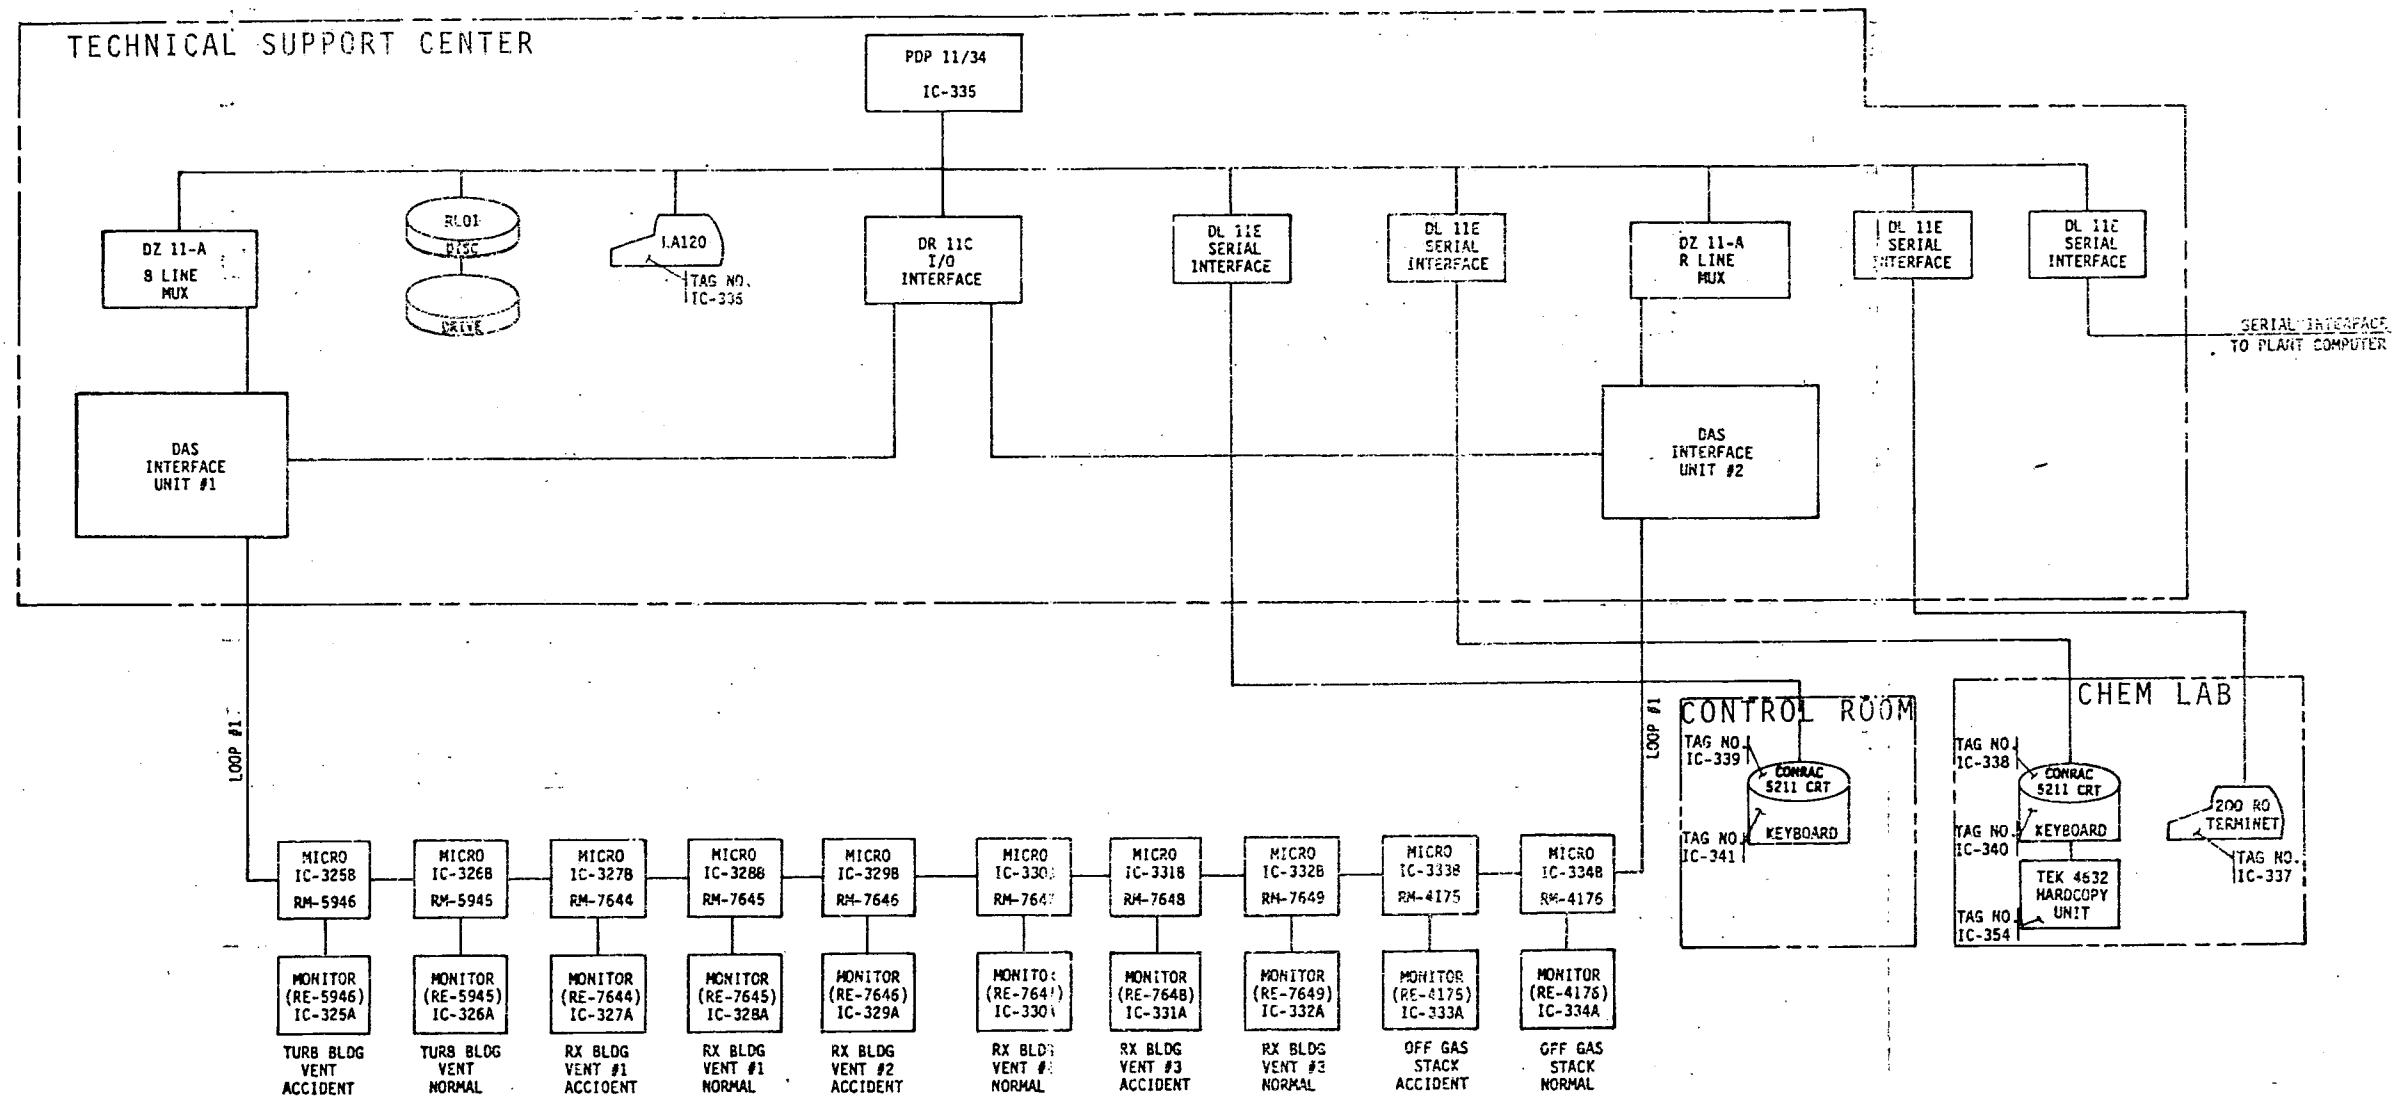 TECHNICAL SUPPORT CENTER
PDP 11/34
IC-335
DZ 11-A
8 LINE
MUX
RL01
DISC
DRIVE
LA120
TAG NO.
IC-336
DR 11C
I/O
INTERFACE
DL 11E
SERIAL
INTERFACE
DL 11E
SERIAL
INTERFACE
DZ 11-A
R LINE
MUX
DL 11E
SERIAL
INTERFACE
DL 11E
SERIAL
INTERFACE
SERIAL INTERFACE
TO PLANT COMPUTER
DAS
INTERFACE
UNIT #1
DAS
INTERFACE
UNIT #2
LOOP #1
LOOP #1
CONTROL ROOM
TAG NO.
IC-339
CONRAC
5211 CRT
TAG NO.
IC-341
KEYBOARD
CHEM LAB
TAG NO.
IC-338
CONRAC
5211 CRT
TAG NO.
IC-340
KEYBOARD
TEK 4632
HARDCOPY
UNIT
TAG NO.
IC-354
200 RO
TERMINET
TAG NO.
IC-337
MICRO
IC-325B
RM-5946
MICRO
IC-326B
RM-5945
MICRO
IC-327B
RM-7644
MICRO
IC-328B
RM-7645
MICRO
IC-329B
RM-7646
MICRO
RM-7647
MICRO
IC-331B
RM-7648
MICRO
IC-332B
RM-7649
MICRO
IC-333B
RM-4175
MICRO
IC-334B
RM-4176
MONITOR
(RE-5946)
IC-325A
MONITOR
(RE-5945)
IC-326A
MONITOR
(RE-7644)
IC-327A
MONITOR
(RE-7645)
IC-328A
MONITOR
(RE-7646)
IC-329A
MONITOR
MONITOR
(RE-7648)
IC-331A
MONITOR
(RE-7649)
IC-332A
MONITOR
(RE-4175)
IC-333A
MONITOR
(RE-4176)
IC-334A
TURB BLDG
VENT
ACCIDENT
TURB BLDG
VENT
NORMAL
RX BLDG
VENT #1
ACCIDENT
RX BLDG
VENT #1
NORMAL
RX BLDG
VENT #2
ACCIDENT
RX BLDG
VENT
NORMAL
RX BLDG
VENT #3
ACCIDENT
RX BLDG
VENT #3
NORMAL
OFF GAS
STACK
ACCIDENT
OFF GAS
STACK
NORMAL